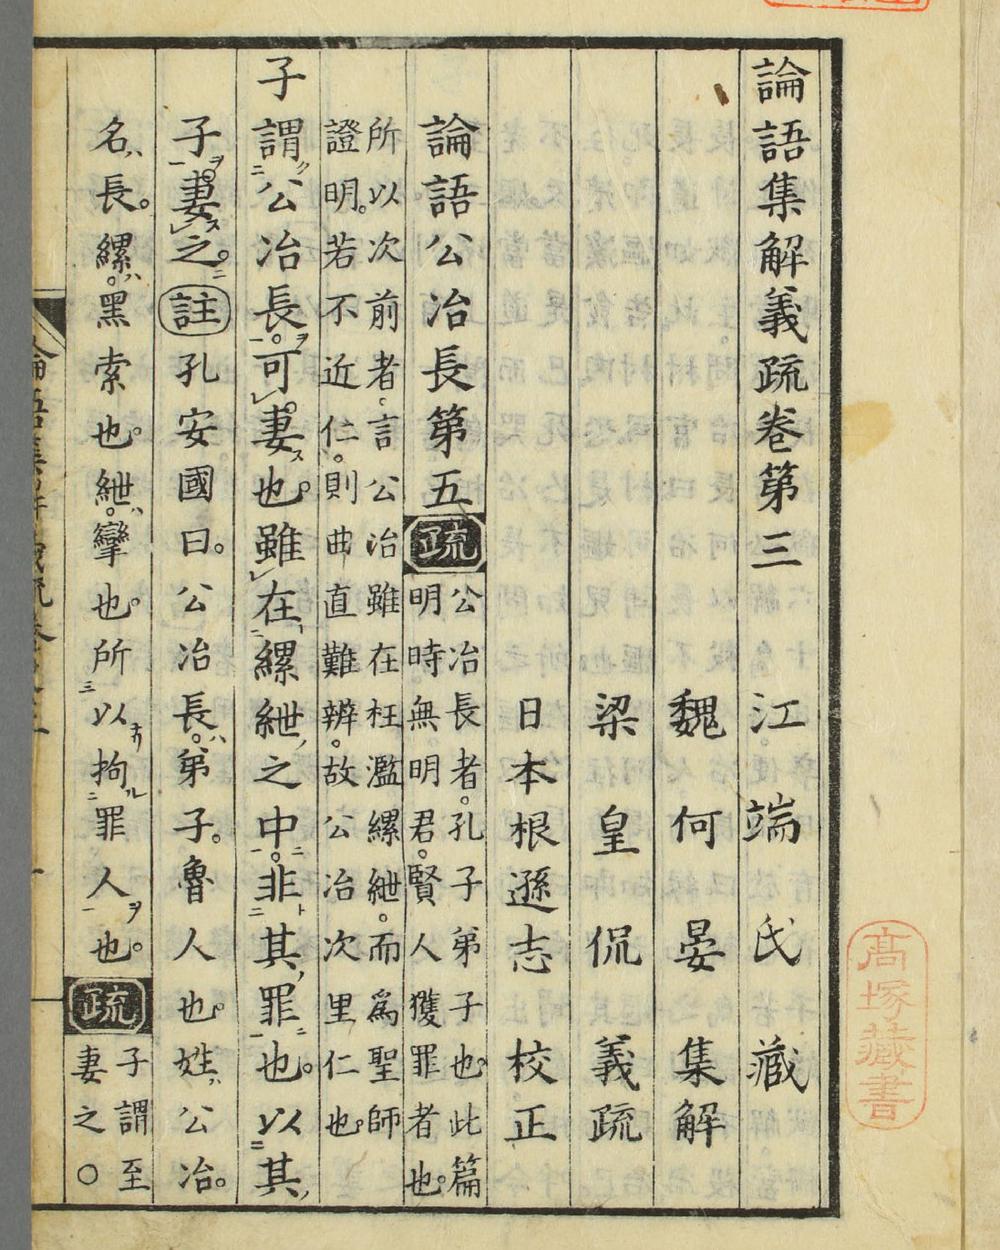 論語集解義疏卷第三　江端氏藏
魏何晏集解
梁皇侃義疏
日本根遜志校正
論語公冶長第五
疏
公冶長者。孔子弟子也此篇
明時無明君。賢人獲罪者也。
所以次前者。言公冶雖在枉濫縲紲。而爲聖師
證明。若不近仁。則曲直難辨。故公冶次里仁也
子謂公冶長。可妻也。雖在縲紲之中。非其罪也。以其
子妻之。註孔安國曰。公冶長。弟子。魯人也。姓公冶。
名長。縲。黑索也。紲。攣也。所以拘罪人也。
疏
子謂至
妻之〇
高塚藏書